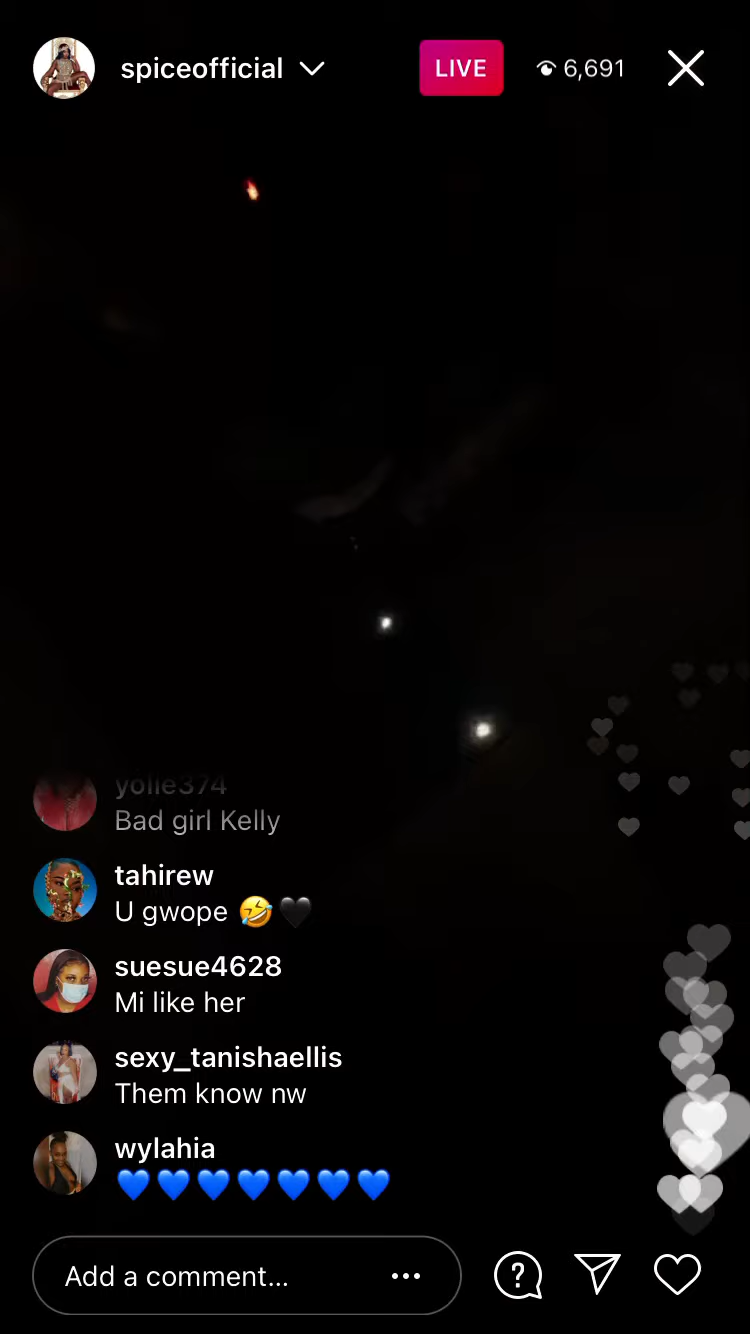 spiceofficial
LIVE
6,691
yolie374
Bad girl Kelly
tahirew
U gwope 🤣🖤
suesue4628
Mi like her
sexy_tanishaellis
Them know nw
wylahia
💙💙💙💙💙💙💙
Add a comment...